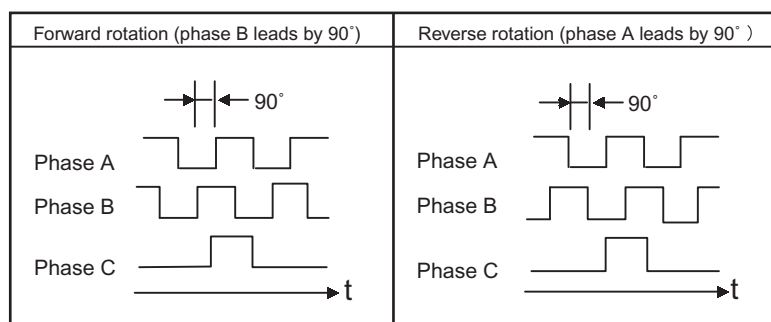 Forward rotation (phase B leads by 90˚)
90˚
Phase A
Phase B
Phase C
t
Reverse rotation (phase A leads by 90˚ )
90˚
Phase A
Phase B
Phase C
t